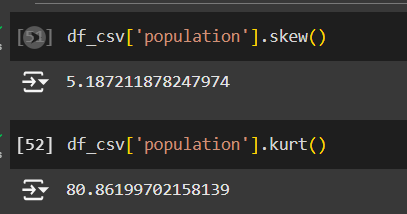 [51] df_csv['population'].skew()
5.187211878247974
[52] df_csv['population'].kurt()
80.86199702158139